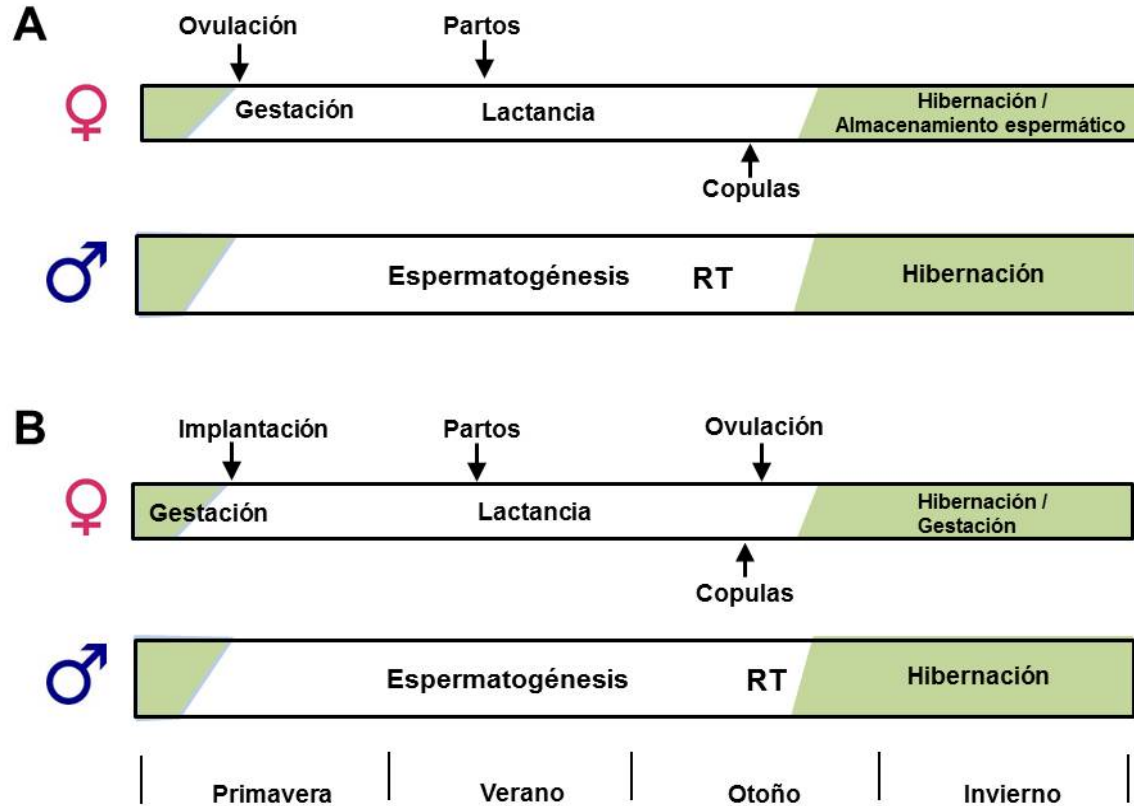 A
Ovulación
Partos
Gestación
Lactancia
Hibernación /
Almacenamiento espermático
Copulas
Espermatogénesis
RT
Hibernación
B
Implantación
Partos
Ovulación
Gestación
Lactancia
Hibernación /
Gestación
Copulas
Espermatogénesis
RT
Hibernación
Primavera
Verano
Otoño
Invierno